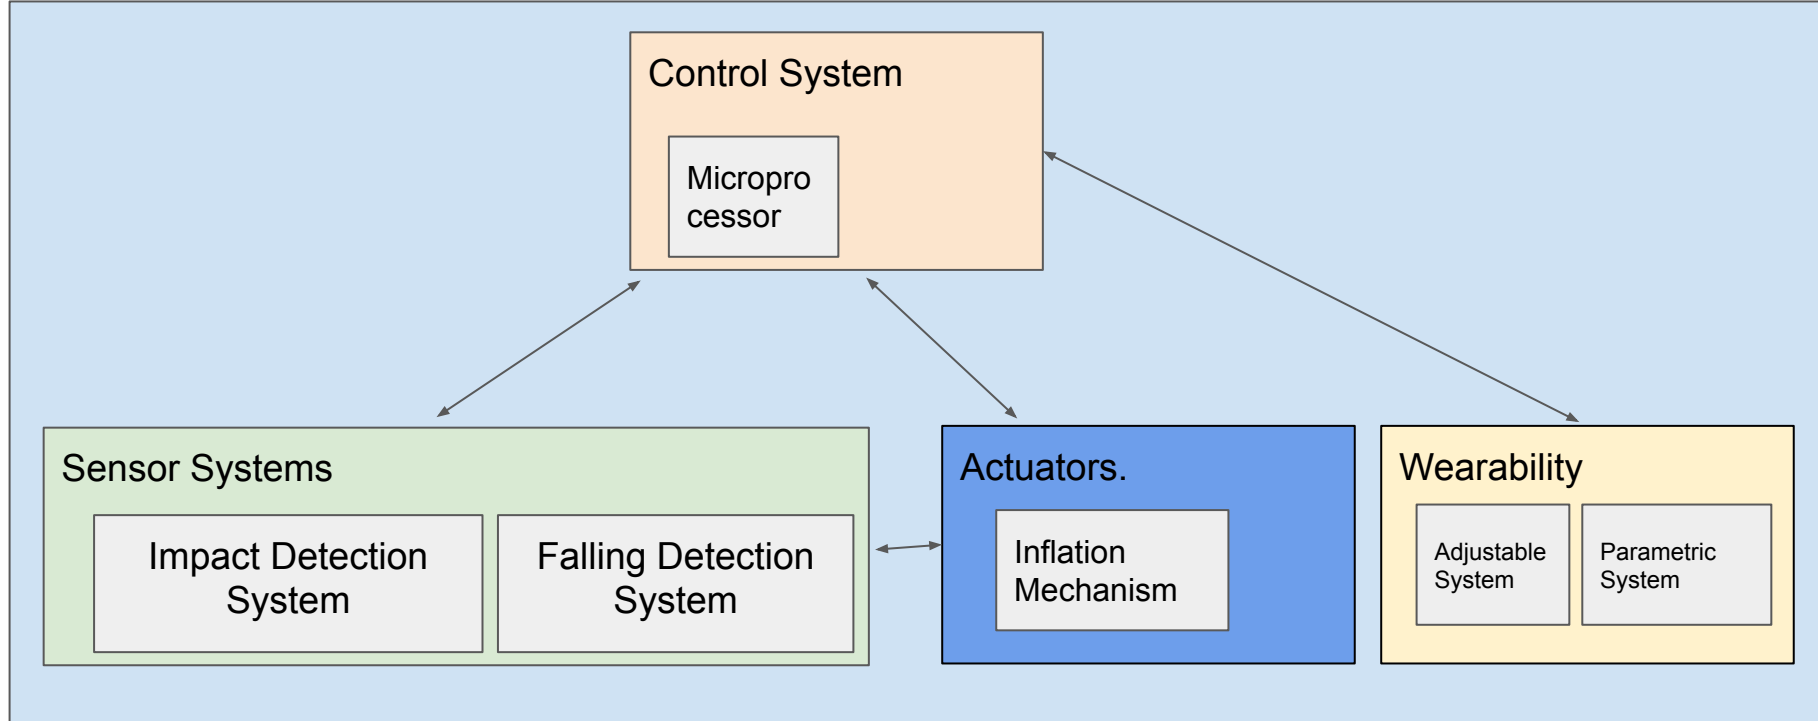 Control System
Micropro
cessor
Sensor Systems
Impact Detection
System
Falling Detection
System
Actuators.
Inflation
Mechanism
Wearability
Adjustable
System
Parametric
System